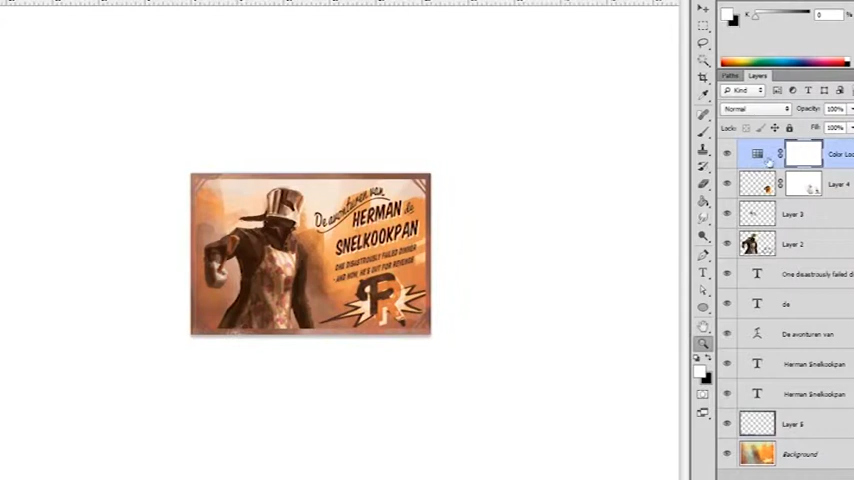 K
0
%
Paths
Layers
Kind
Normal
Opacity:
100%
Lock:
Fill:
100%
Color Loo
Layer 4
Layer 3
Layer 2
One disastrously failed d
de
De avonturen van
Herman Snelkookpan
Herman Snelkookpan
Layer 5
Background
De avonturen van
HERMAN de
SNELKOOKPAN
ONE DISASTROUSLY FAILED DINNER
- AND NOW, HE'S OUT FOR REVENGE